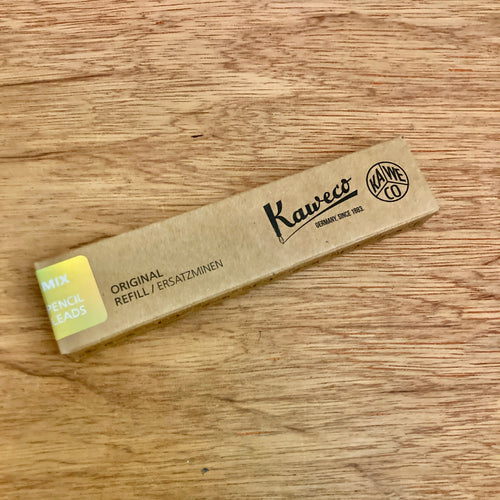 Kaweco
GERMANY, SINCE 1883.
KA WE
CO
ORIGINAL
REFILL / ERSATZMINEN
MIX
PENCIL
LEADS